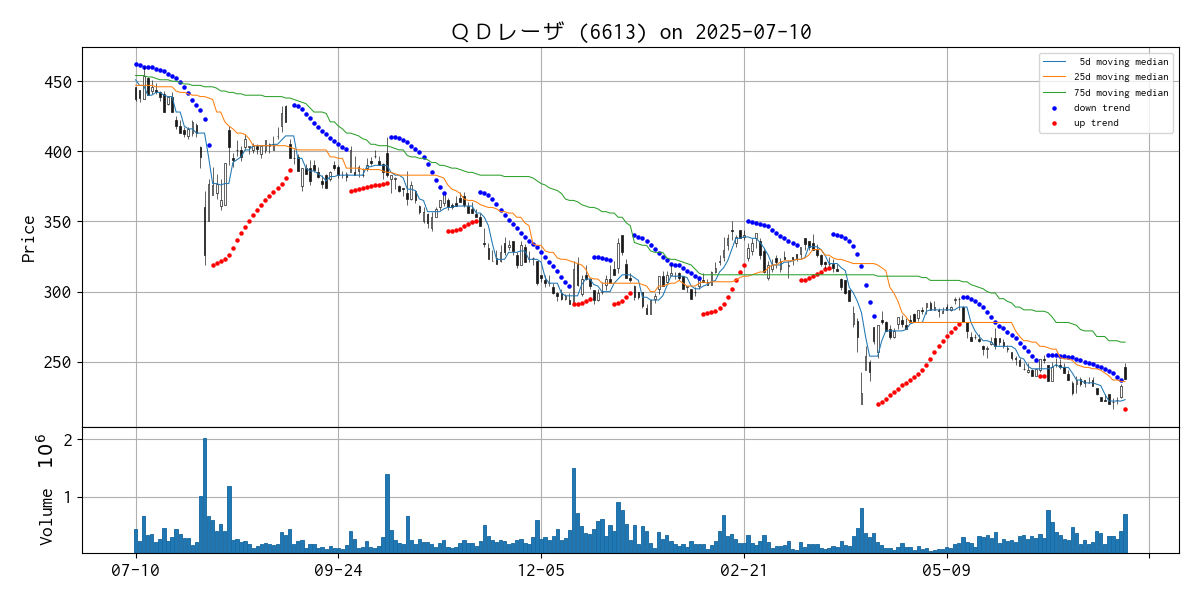 ＱＤレーザ (6613) on 2025-07-10
Price
450
400
350
300
250
5d moving median
25d moving median
75d moving median
down trend
up trend
Volume 10^6
2
1
07-10
09-24
12-05
02-21
05-09